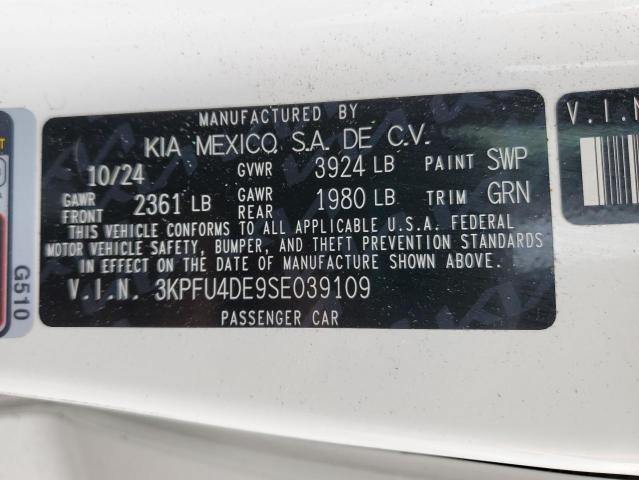 MANUFACTURED BY
KIA MEXICO, S.A. DE C.V.
10/24 GVWR 3924 LB PAINT SWP
GAWR FRONT 2361 LB GAWR REAR 1980 LB TRIM GRN
THIS VEHICLE CONFORMS TO ALL APPLICABLE U.S.A. FEDERAL
MOTOR VEHICLE SAFETY, BUMPER, AND THEFT PREVENTION STANDARDS
IN EFFECT ON THE DATE OF MANUFACTURE SHOWN ABOVE.
V.I.N. 3KPFU4DE9SE039109
PASSENGER CAR
G510
V.I.N